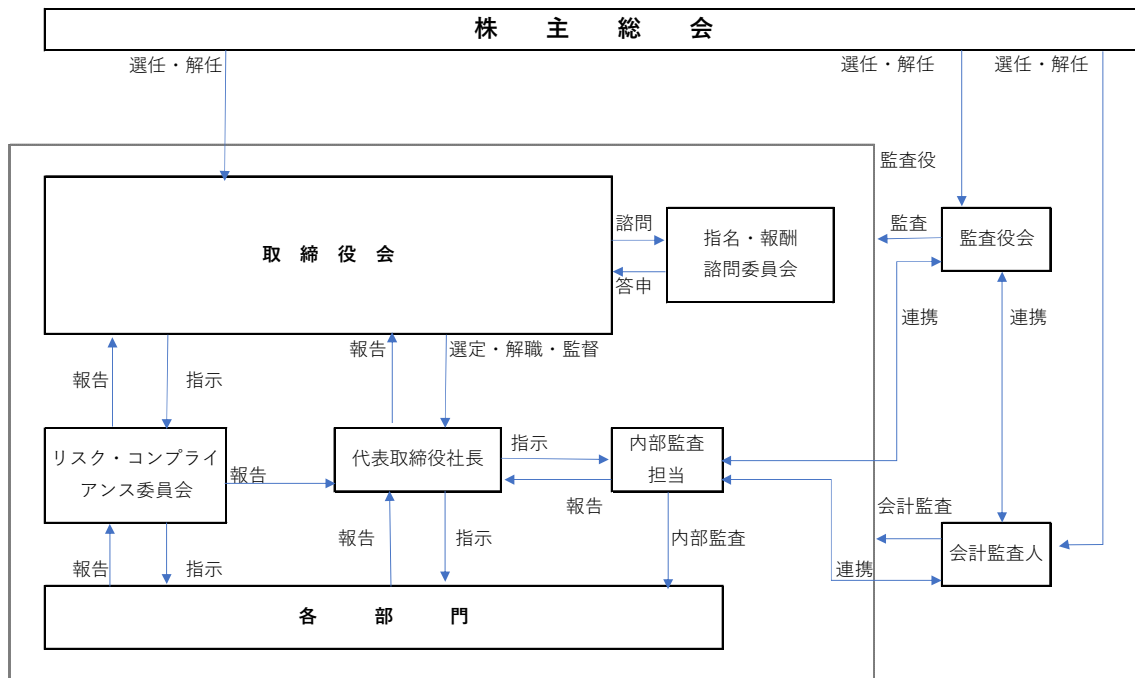 株 主 総 会
選任・解任
選任・解任
選任・解任
監査役
取 締 役 会
諮問
答申
指名・報酬
諮問委員会
監査
監査役会
連携
連携
報告
指示
報告
選定・解職・監督
リスク・コンプライ
アンス委員会
報告
代表取締役社長
指示
報告
内部監査
担当
会計監査
会計監査人
報告
指示
報告
指示
内部監査
連携
各 部 門